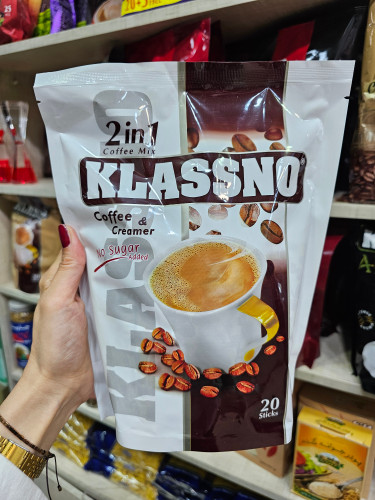 2in1
Coffee Mix
KLASSNO
Coffee &
Creamer
No Sugar
Added
20
Sticks